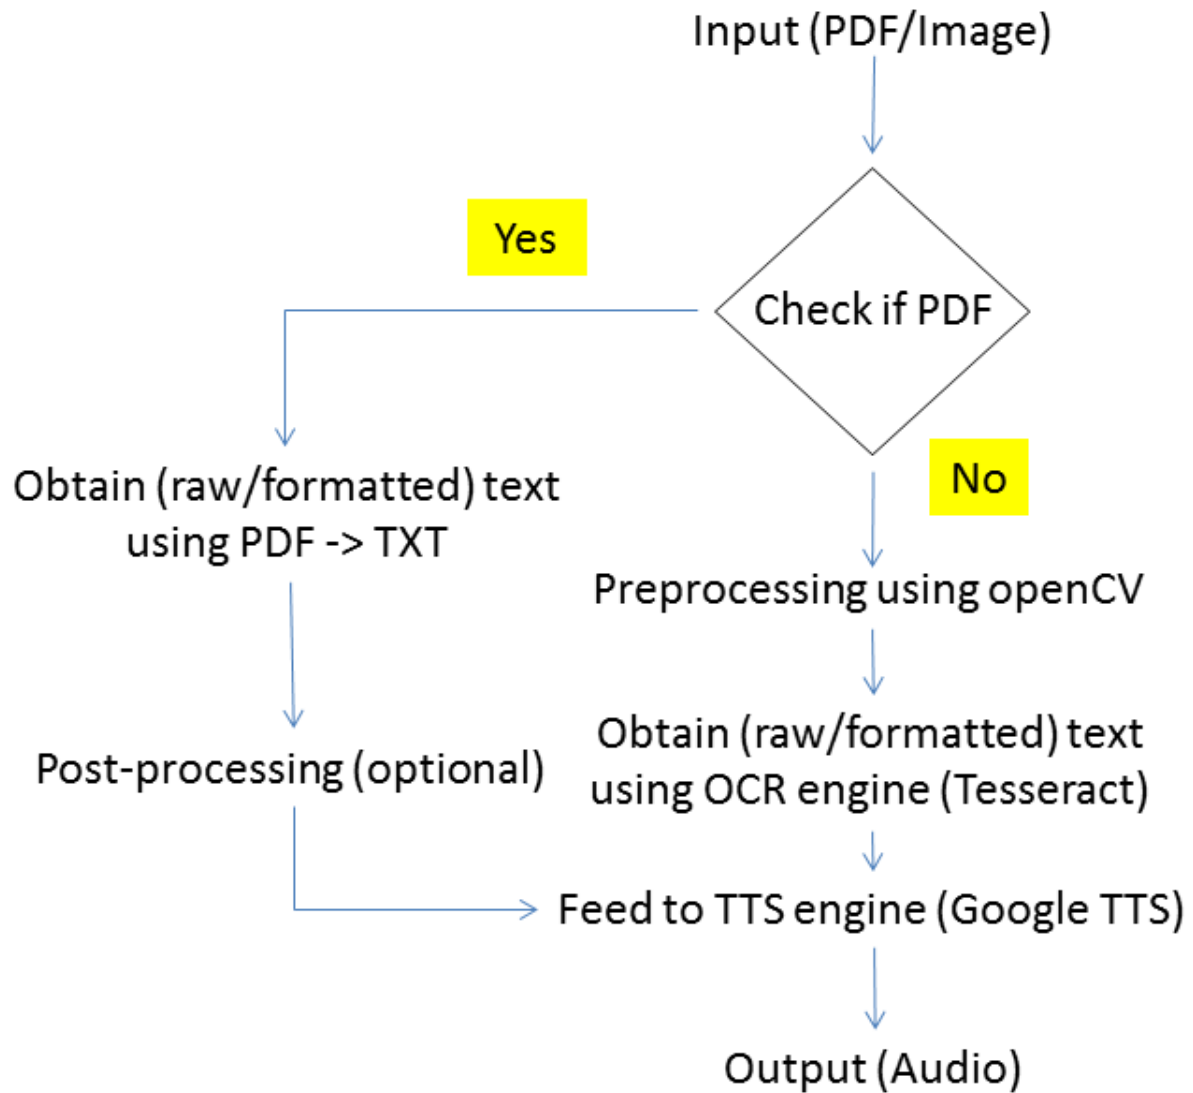 Input (PDF/Image)
Yes
Check if PDF
No
Obtain (raw/formatted) text
using PDF -> TXT
Preprocessing using openCV
Post-processing (optional)
Obtain (raw/formatted) text
using OCR engine (Tesseract)
Feed to TTS engine (Google TTS)
Output (Audio)